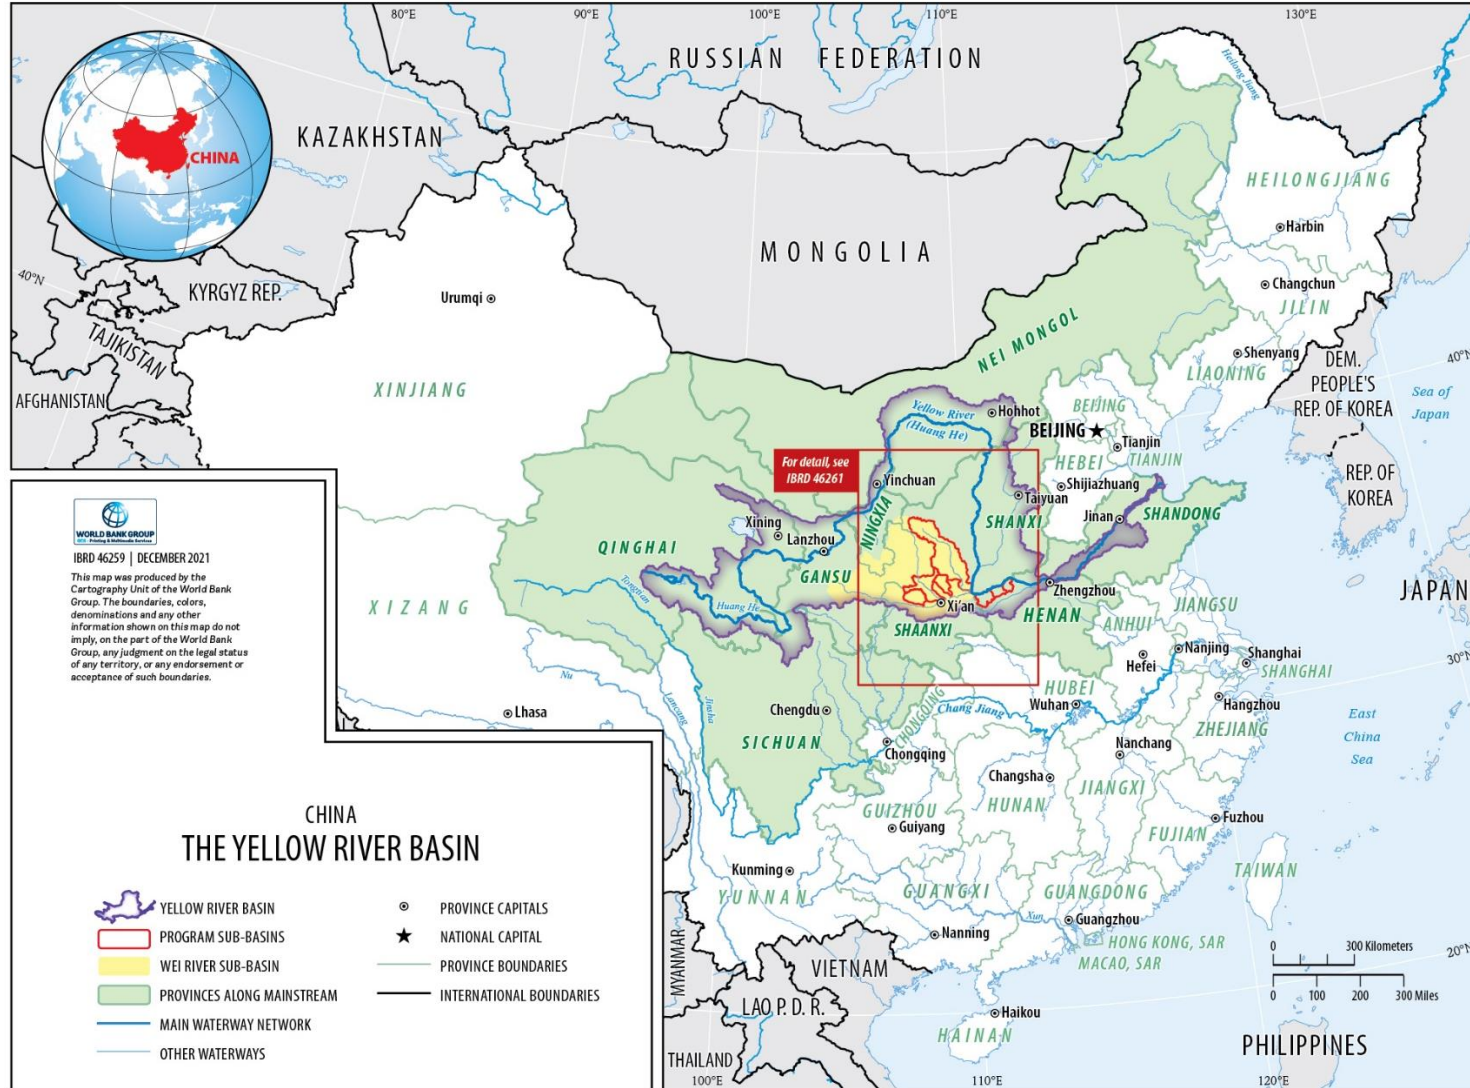 80°E
90°E
100°E
110°E
130°E
RUSSIAN FEDERATION
KAZAKHSTAN
CHINA
Heilong Jiang
HEILONGJIANG
Harbin
MONGOLIA
40°N
KYRGYZ REP.
Urumqi
Changchun
JILIN
TAJIKISTAN
NEI MONGOL
Shenyang
LIAONING
DEM.
PEOPLE'S
REP. OF KOREA
40°N
AFGHANISTAN
XINJIANG
Sea of
Japan
BEIJING
Yellow River
(Huang He)
Hohhot
BEIJING
Tianjin
TIANJIN
HEBEI
REP. OF
KOREA
For detail, see
IBRD 46261
Yinchuan
Shijiazhuang
Taiyuan
NINGXIA
SHANXI
Jinan
SHANDONG
WORLD BANK GROUP
IBRD 46259 | DECEMBER 2021
This map was produced by the
Cartography Unit of the World Bank
Group. The boundaries, colors,
denominations and any other
information shown on this map do not
imply, on the part of the World Bank
Group, any judgment on the legal status
of any territory, or any endorsement or
acceptance of such boundaries.
Xining
Lanzhou
QINGHAI
GANSU
Tongtian
Huang He
XIZANG
Zhengzhou
Xi'an
HENAN
SHAANXI
JAPAN
JIANGSU
ANHUI
Nanjing
Hefei
Shanghai
SHANGHAI
30°N
Nu
Lancang
Jinsha
Lhasa
Chengdu
SICHUAN
CHONGQING
Chongqing
HUBEI
Wuhan
Chang Jiang
Hangzhou
ZHEJIANG
East
China
Sea
Nanchang
Changsha
HUNAN
JIANGXI
GUIZHOU
Guiyang
FUJIAN
Fuzhou
TAIWAN
Kunming
YUNNAN
GUANGXI
GUANGDONG
Xun
Guangzhou
Nanning
HONG KONG, SAR
MACAO, SAR
20°N
MYANMAR
VIETNAM
LAO P. D. R.
Haikou
HAINAN
THAILAND
PHILIPPINES
100°E
110°E
120°E
0 300 Kilometers
0 100 200 300 Miles
CHINA
THE YELLOW RIVER BASIN
YELLOW RIVER BASIN
PROGRAM SUB-BASINS
WEI RIVER SUB-BASIN
PROVINCES ALONG MAINSTREAM
MAIN WATERWAY NETWORK
OTHER WATERWAYS
PROVINCE CAPITALS
NATIONAL CAPITAL
PROVINCE BOUNDARIES
INTERNATIONAL BOUNDARIES